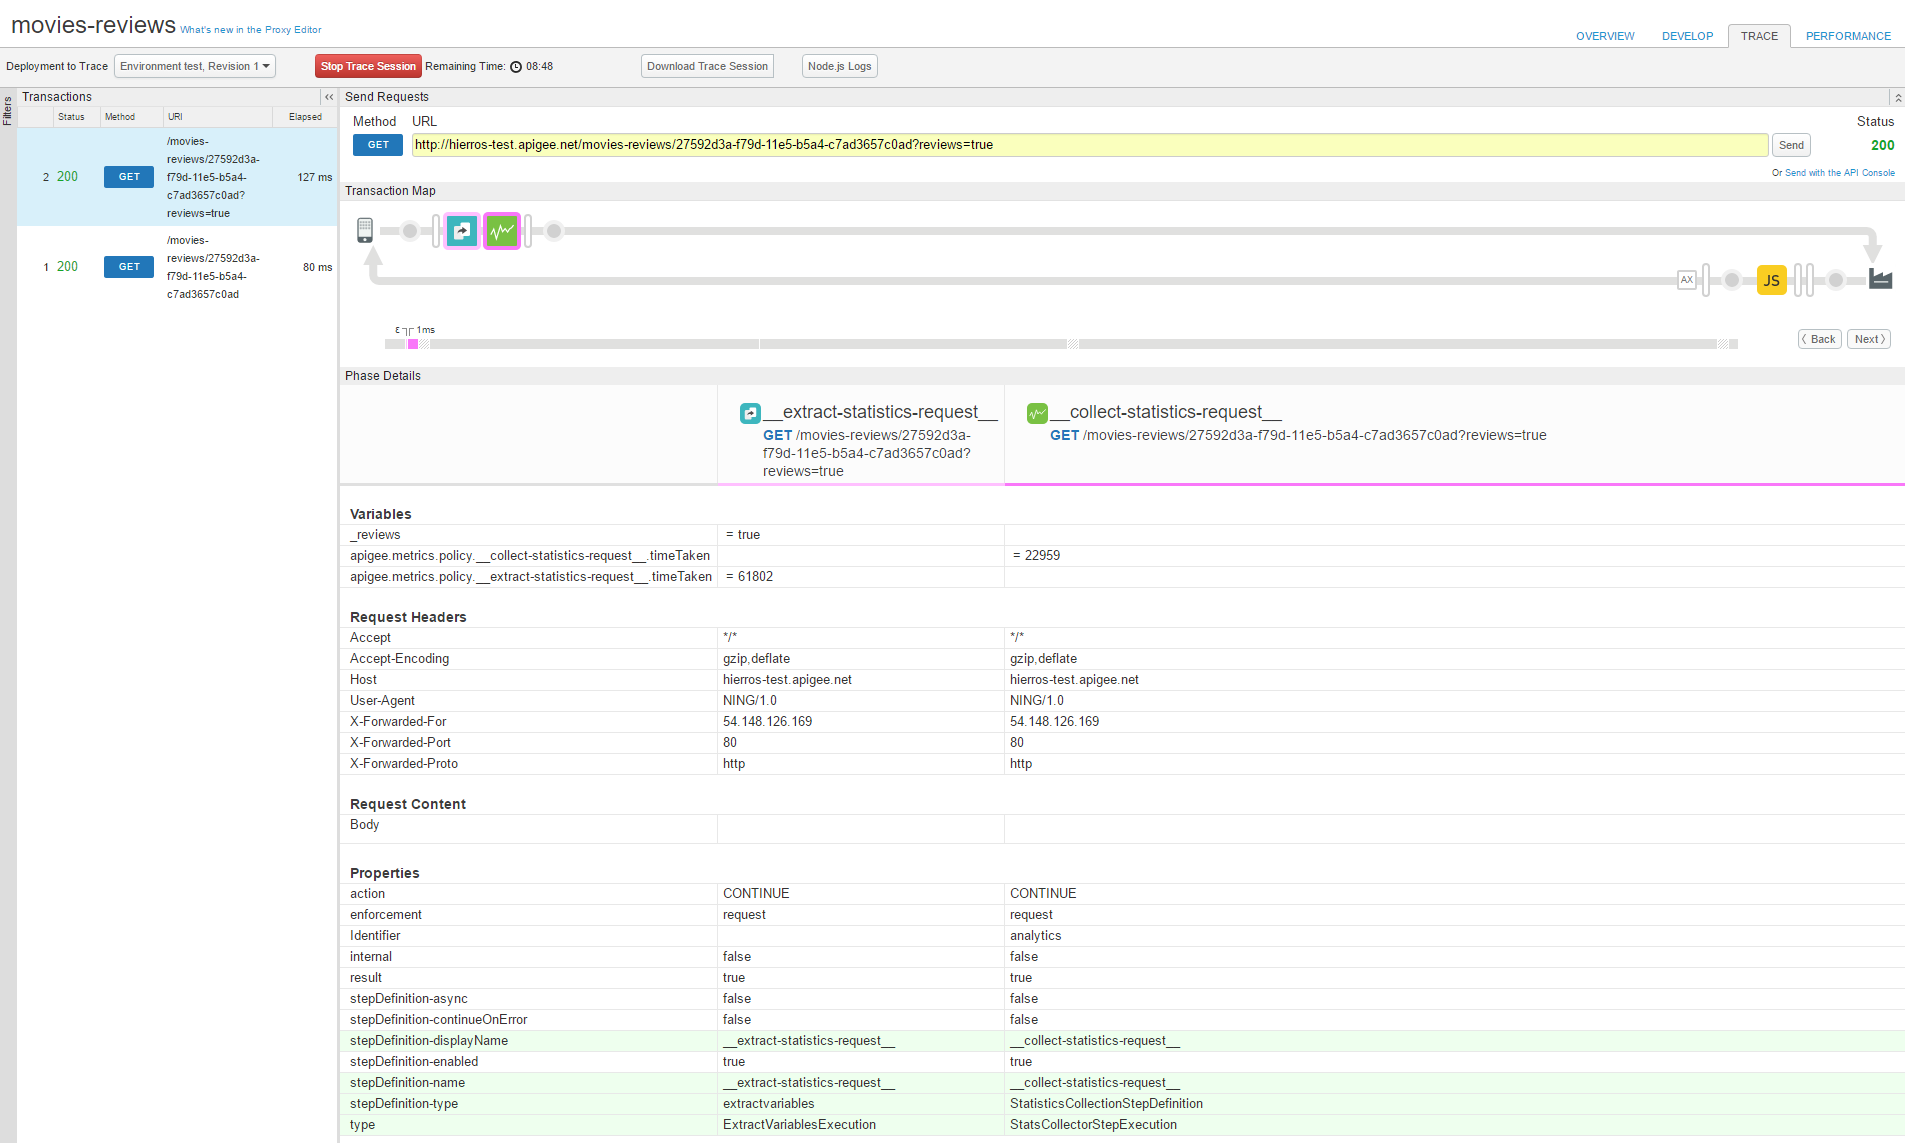 movies-reviews What's new in the Proxy Editor
OVERVIEW DEVELOP TRACE PERFORMANCE
Deployment to Trace Environment test, Revision 1 Stop Trace Session Remaining Time: 08:48 Download Trace Session Node.js Logs
Filters
Transactions
Status Method URI Elapsed
2 200 GET
/movies-
reviews/27592d3a-
f79d-11e5-b5a4-
c7ad3657c0ad?
reviews=true
127 ms
1 200 GET
/movies-
reviews/27592d3a-
f79d-11e5-b5a4-
c7ad3657c0ad
80 ms
Send Requests
Method URL Status
GET http://hierros-test.apigee.net/movies-reviews/27592d3a-f79d-11e5-b5a4-c7ad3657c0ad?reviews=true Send 200
Or Send with the API Console
Transaction Map
AX JS
ε 1ms
Back Next
Phase Details
__extract-statistics-request__
GET /movies-reviews/27592d3a-
f79d-11e5-b5a4-c7ad3657c0ad?
reviews=true
__collect-statistics-request__
GET /movies-reviews/27592d3a-f79d-11e5-b5a4-c7ad3657c0ad?reviews=true
Variables
_reviews = true
apigee.metrics.policy.__collect-statistics-request__.timeTaken = 22959
apigee.metrics.policy.__extract-statistics-request__.timeTaken = 61802
Request Headers
Accept */* */*
Accept-Encoding gzip,deflate gzip,deflate
Host hierros-test.apigee.net hierros-test.apigee.net
User-Agent NING/1.0 NING/1.0
X-Forwarded-For 54.148.126.169 54.148.126.169
X-Forwarded-Port 80 80
X-Forwarded-Proto http http
Request Content
Body
Properties
action CONTINUE CONTINUE
enforcement request request
Identifier analytics
internal false false
result true true
stepDefinition-async false false
stepDefinition-continueOnError false false
stepDefinition-displayName __extract-statistics-request__ __collect-statistics-request__
stepDefinition-enabled true true
stepDefinition-name __extract-statistics-request__ __collect-statistics-request__
stepDefinition-type extractvariables StatisticsCollectionStepDefinition
type ExtractVariablesExecution StatsCollectorStepExecution